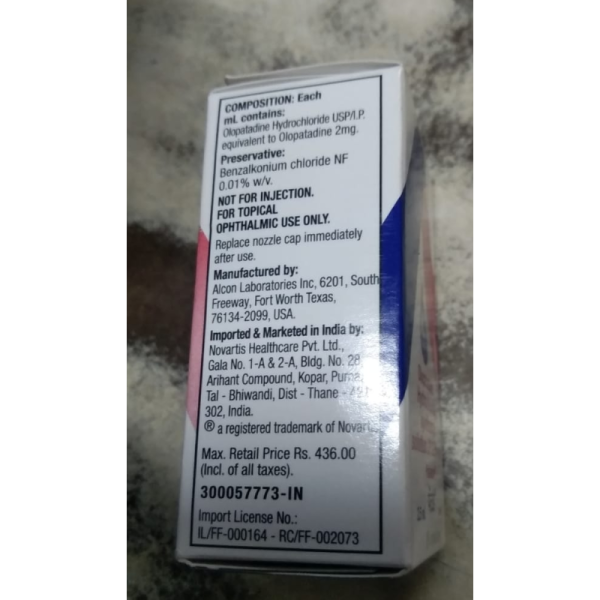 COMPOSITION: Each
mL contains:
Olopatadine Hydrochloride USP/I.P.
equivalent to Olopatadine 2mg.
Preservative:
Benzalkonium chloride NF
0.01% w/v.
NOT FOR INJECTION.
FOR TOPICAL
OPHTHALMIC USE ONLY.
Replace nozzle cap immediately
after use.
Manufactured by:
Alcon Laboratories Inc, 6201, South
Freeway, Fort Worth Texas,
76134-2099, USA.
Imported & Marketed in India by:
Novartis Healthcare Pvt. Ltd.,
Gala No. 1-A & 2-A, Bldg. No. 28,
Arihant Compound, Kopar, Purna,
Tal - Bhiwandi, Dist - Thane - 421
302, India.
® a registered trademark of Novartis
Max. Retail Price Rs. 436.00
(Incl. of all taxes).
300057773-IN
Import License No.:
IL/FF-000164 - RC/FF-002073